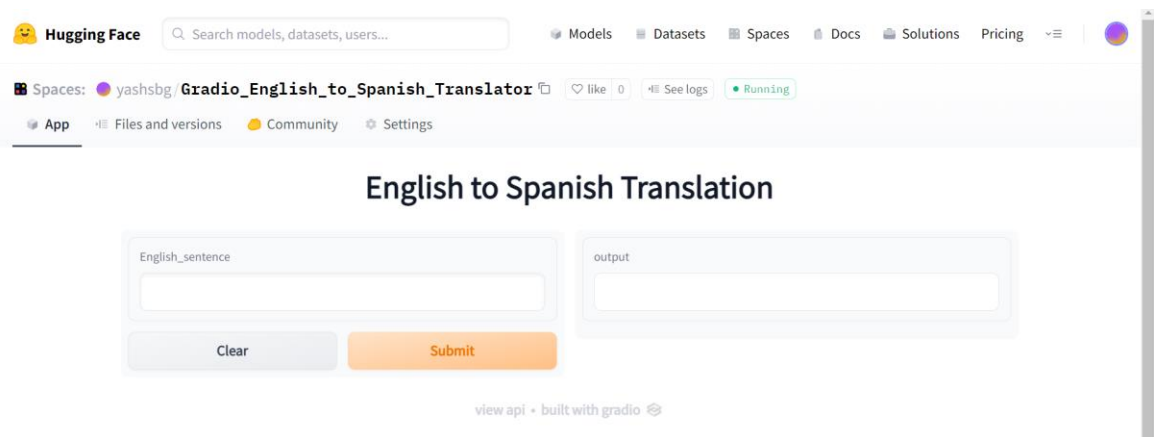 Hugging Face Search models, datasets, users... Models Datasets Spaces Docs Solutions Pricing
Spaces: yashsbg/Gradio_English_to_Spanish_Translator like 0 See logs Running
App Files and versions Community Settings
English to Spanish Translation
English_sentence output
Clear Submit
view api • built with gradio